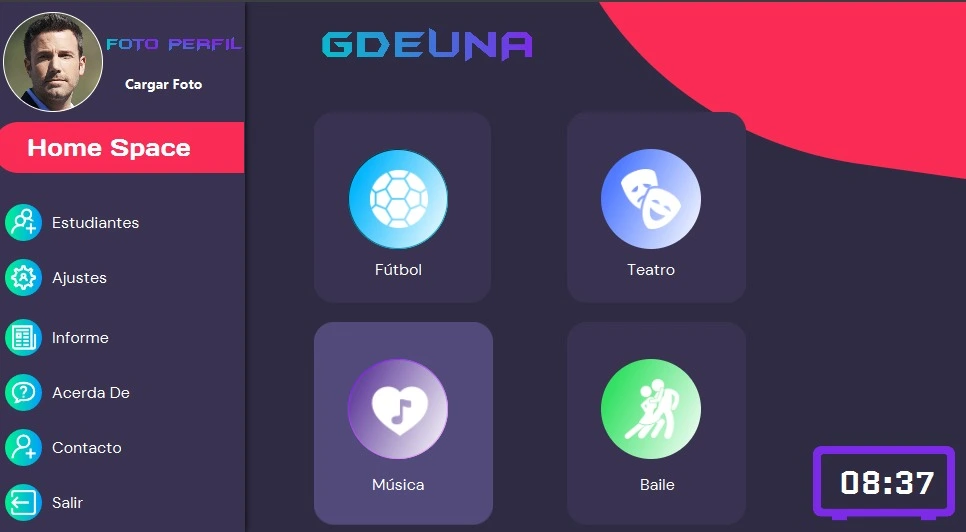 FOTO PERFIL
Cargar Foto
Home Space
Estudiantes
Ajustes
Informe
Acerda De
Contacto
Salir
GDEUNA
Fútbol
Teatro
Música
Baile
08:37